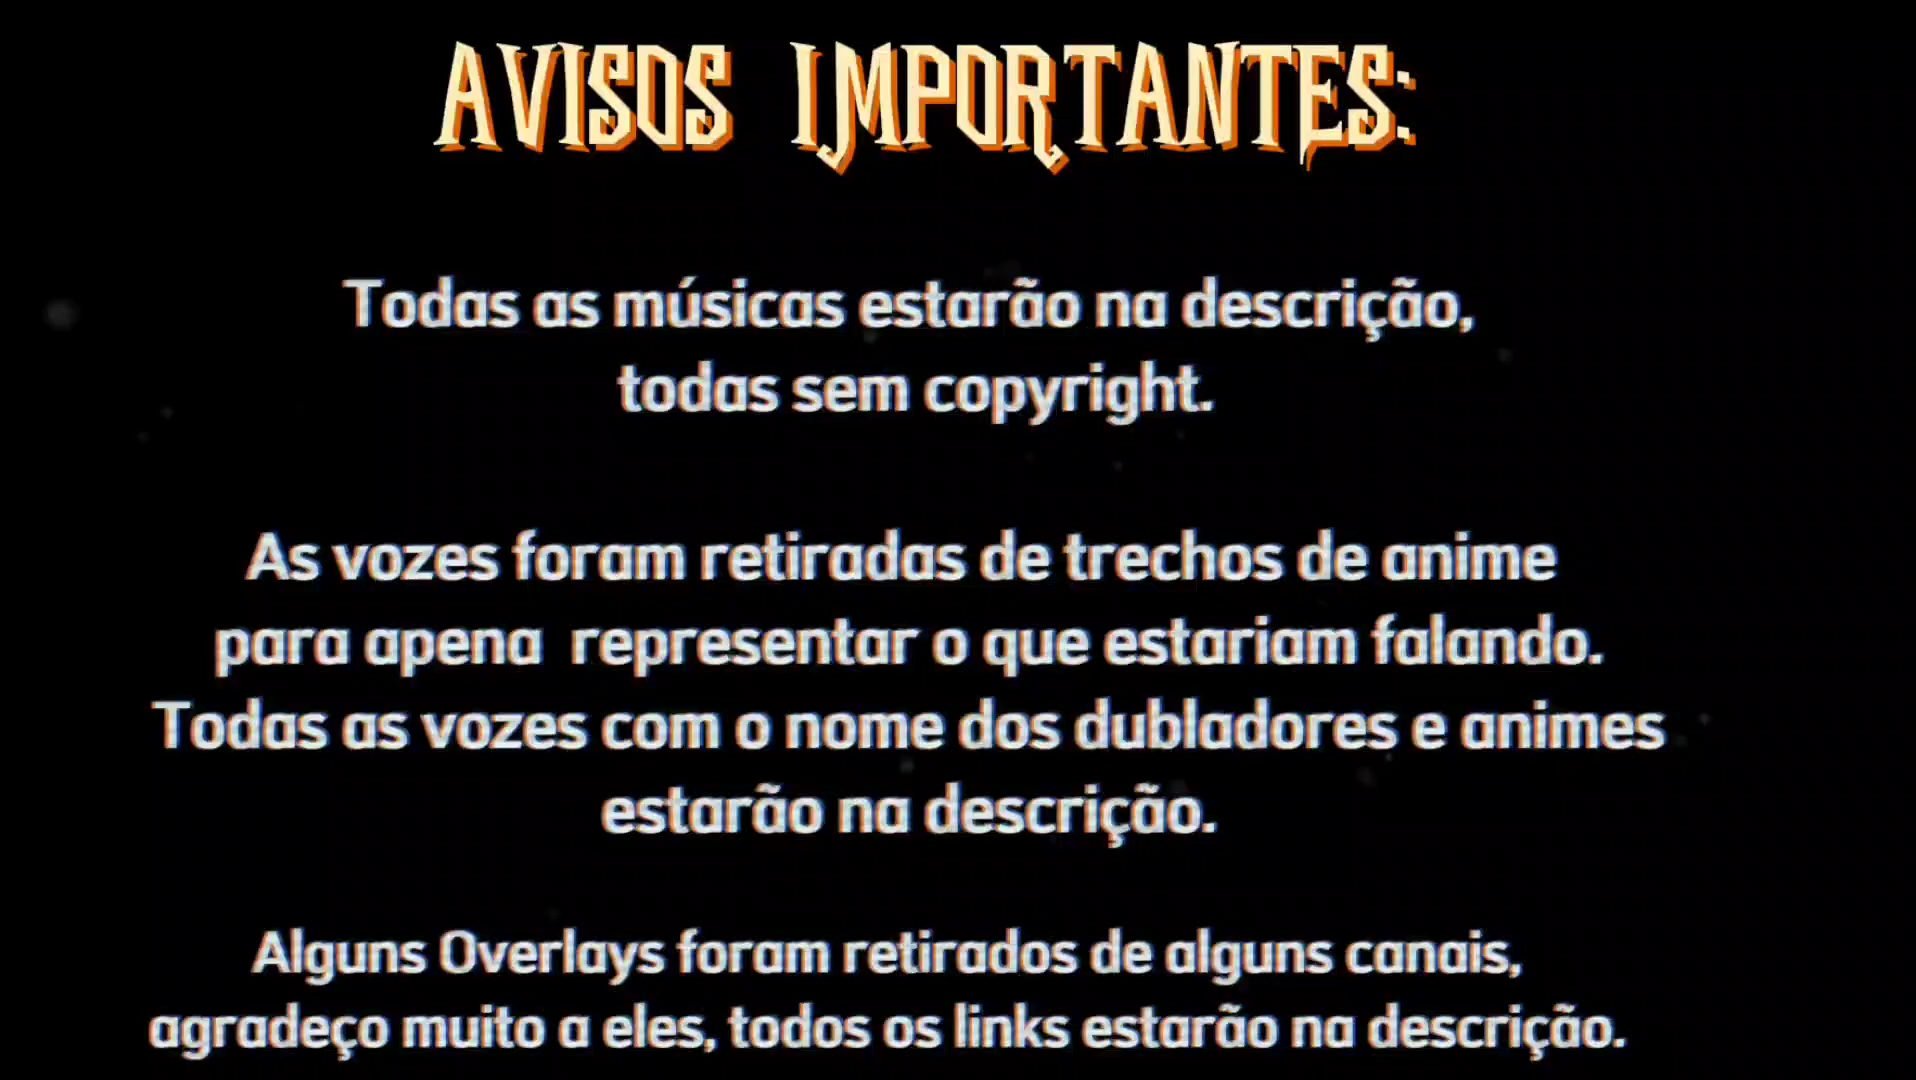 AVISOS IMPORTANTES:
Todas as músicas estarão na descrição,
todas sem copyright.
As vozes foram retiradas de trechos de anime
para apena representar o que estariam falando.
Todas as vozes com o nome dos dubladores e animes
estarão na descrição.
Alguns Overlays foram retirados de alguns canais,
agradeço muito a eles, todos os links estarão na descrição.